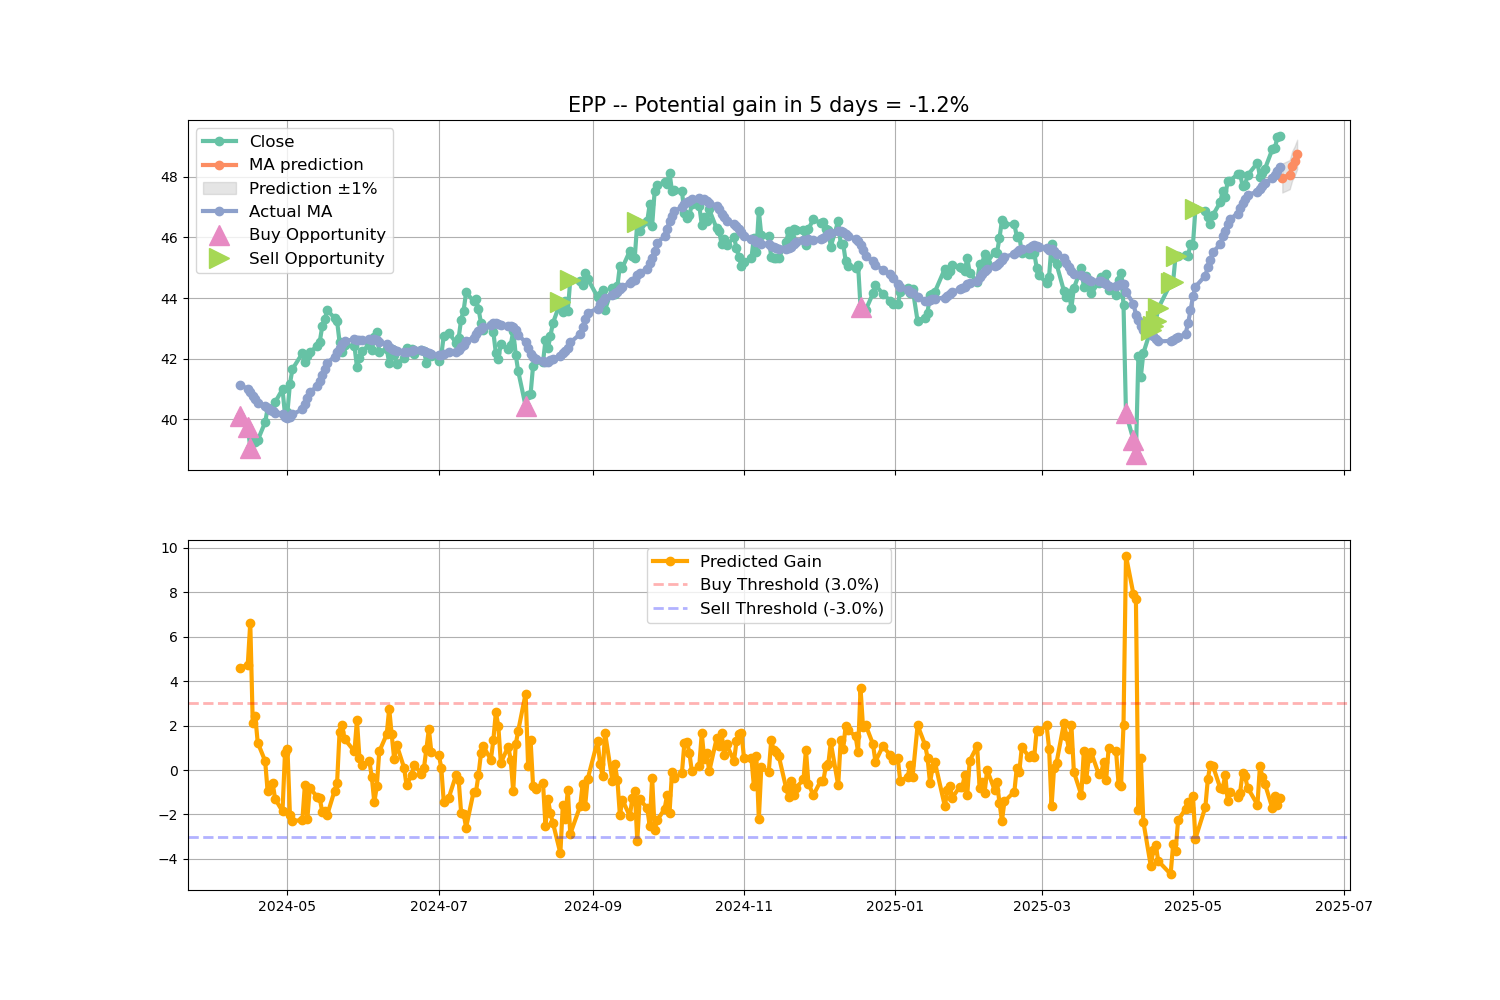 EPP -- Potential gain in 5 days = -1.2%
Close
MA prediction
Prediction ±1%
Actual MA
Buy Opportunity
Sell Opportunity
48
46
44
42
40
10
8
6
4
2
0
−2
−4
Predicted Gain
Buy Threshold (3.0%)
Sell Threshold (-3.0%)
2024-05 2024-07 2024-09 2024-11 2025-01 2025-03 2025-05 2025-07